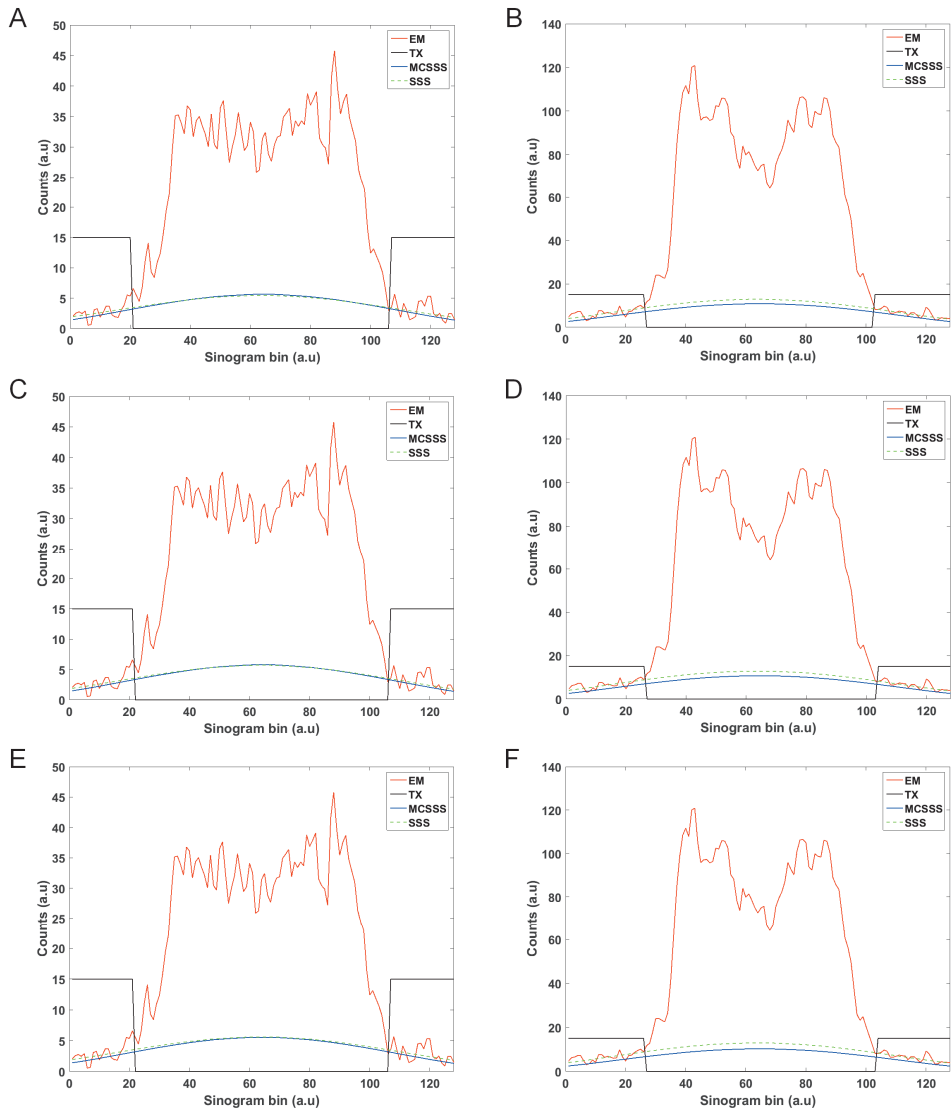 A
50
45
40
35
30
25
20
15
10
5
0
Counts (a.u)
0 20 40 60 80 100 120
Sinogram bin (a.u)
EM
TX
MCSSS
SSS
B
140
120
100
80
60
40
20
0
Counts (a.u)
0 20 40 60 80 100 120
Sinogram bin (a.u)
EM
TX
MCSSS
SSS
C
50
45
40
35
30
25
20
15
10
5
0
Counts (a.u)
0 20 40 60 80 100 120
Sinogram bin (a.u)
EM
TX
MCSSS
SSS
D
140
120
100
80
60
40
20
0
Counts (a.u)
0 20 40 60 80 100 120
Sinogram bin (a.u)
EM
TX
MCSSS
SSS
E
50
45
40
35
30
25
20
15
10
5
0
Counts (a.u)
0 20 40 60 80 100 120
Sinogram bin (a.u)
EM
TX
MCSSS
SSS
F
140
120
100
80
60
40
20
0
Counts (a.u)
0 20 40 60 80 100 120
Sinogram bin (a.u)
EM
TX
MCSSS
SSS